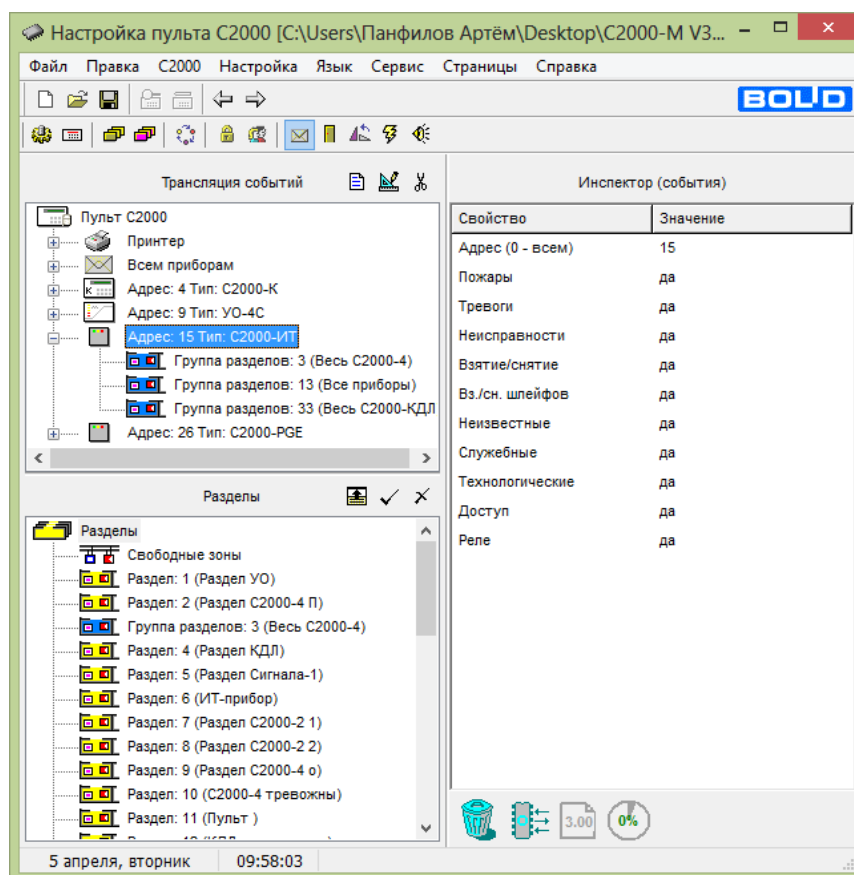 Настройка пульта С2000 [C:\Users\Панфилов Артём\Desktop\C2000-M V3...
Файл Правка С2000 Настройка Язык Сервис Страницы Справка
BOLID
Трансляция событий
Пульт С2000
Принтер
Всем приборам
К
Адрес: 4 Тип: С2000-К
Адрес: 9 Тип: УО-4С
Адрес: 15 Тип: С2000-ИТ
Группа разделов: 3 (Весь С2000-4)
Группа разделов: 13 (Все приборы)
Группа разделов: 33 (Весь С2000-КДЛ
Адрес: 26 Тип: С2000-PGE
Разделы
Разделы
Свободные зоны
Раздел: 1 (Раздел УО)
Раздел: 2 (Раздел С2000-4 П)
Группа разделов: 3 (Весь С2000-4)
Раздел: 4 (Раздел КДЛ)
Раздел: 5 (Раздел Сигнала-1)
Раздел: 6 (ИТ-прибор)
Раздел: 7 (Раздел С2000-2 1)
Раздел: 8 (Раздел С2000-2 2)
Раздел: 9 (Раздел С2000-4 о)
Раздел: 10 (С2000-4 тревожны)
Раздел: 11 (Пульт )
Инспектор (события)
Свойство Значение
Адрес (0 - всем) 15
Пожары да
Тревоги да
Неисправности да
Взятие/снятие да
Вз./сн. шлейфов да
Неизвестные да
Служебные да
Технологические да
Доступ да
Реле да
3.00 0%
5 апреля, вторник 09:58:03